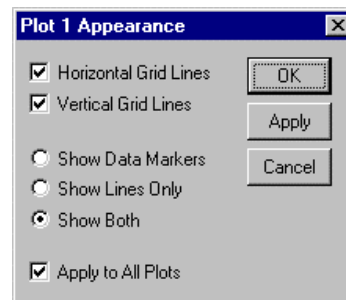 Plot 1 Appearance
Horizontal Grid Lines
Vertical Grid Lines
Show Data Markers
Show Lines Only
Show Both
Apply to All Plots
OK
Apply
Cancel